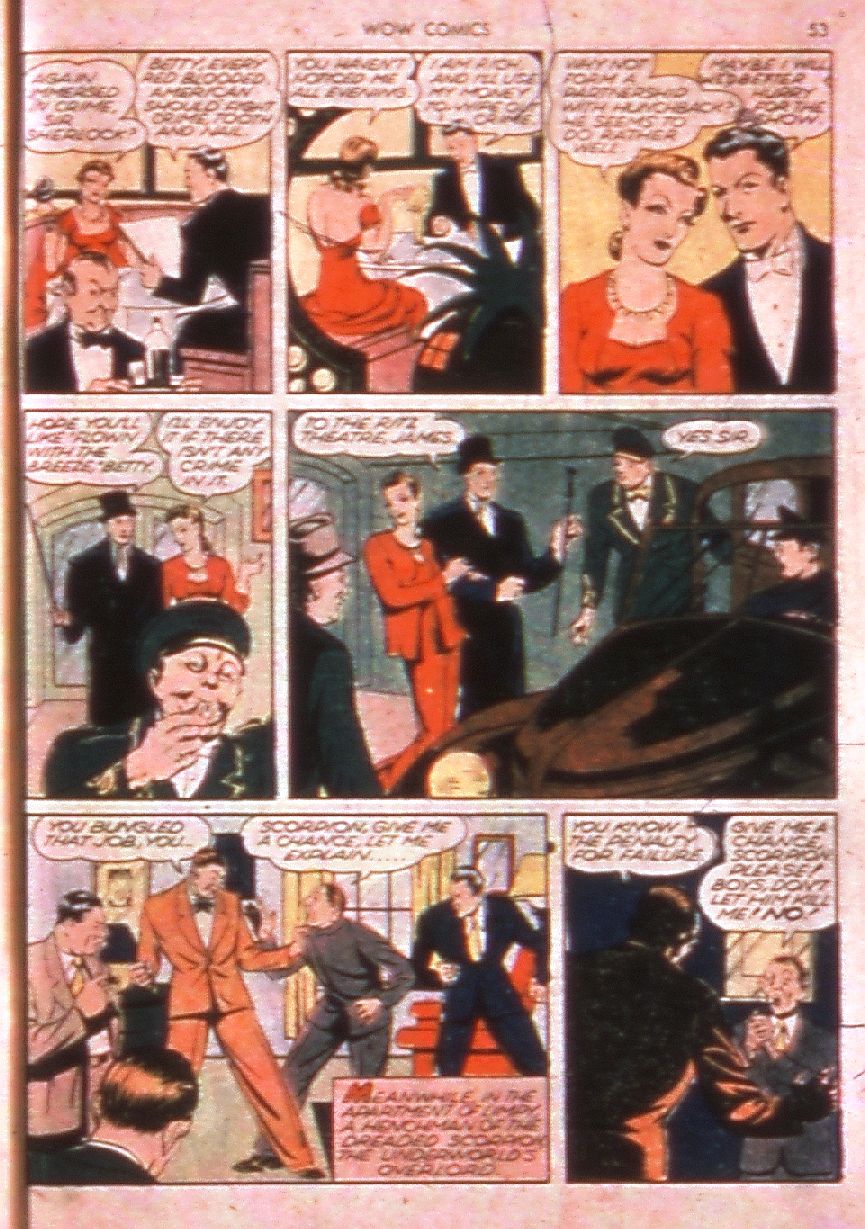 WOW COMICS
53
AGAIN
IMMERSED
IN CRIME,
SIR
SHERLOCK?
BETTY, EVERY
RED BLOODED
AMERICAN
SHOULD FIGHT
CRIME TOOTH
AND NAIL.
YOU HAVEN'T
NOTICED ME
ALL EVENING.
I AM RICH,
AND I'LL USE
MY MONEY
TO WIPE OUT
CRIME.
WHY NOT
FORM A
PARTNERSHIP
WITH HUNCHBACK?
HE SEEMS TO
DO RATHER
WELL.
MAYBE I WILL
WE'D BETTER
HURRY
FOR THE
SHOW.
HOPE YOU'LL
LIKE "FLOWN
WITH THE
BREEZE," BETTY.
I'LL ENJOY
IT IF THERE
ISN'T ANY
CRIME
IN IT.
TO THE RITZ
THEATRE, JAMES.
YES SIR.
YOU BUNGLED
THAT JOB, YOU..
SCORPION, GIVE ME
A CHANCE, LET ME
EXPLAIN.....
MEANWHILE, IN THE
APARTMENT OF LIMPY,
A HENCHMAN OF THE
DREADED SCORPION
THE UNDERWORLD'S
OVERLORD.
YOU KNOW
THE PENALTY
FOR FAILURE.
GIVE ME A
CHANCE,
SCORPION,
PLEASE!
BOYS, DON'T
LET HIM KILL
ME! NO!